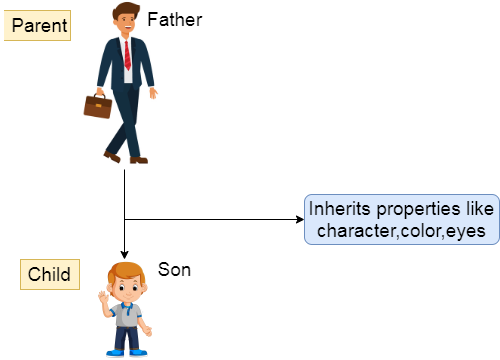 Parent
Father
Inherits properties like
character,color,eyes
Child
Son